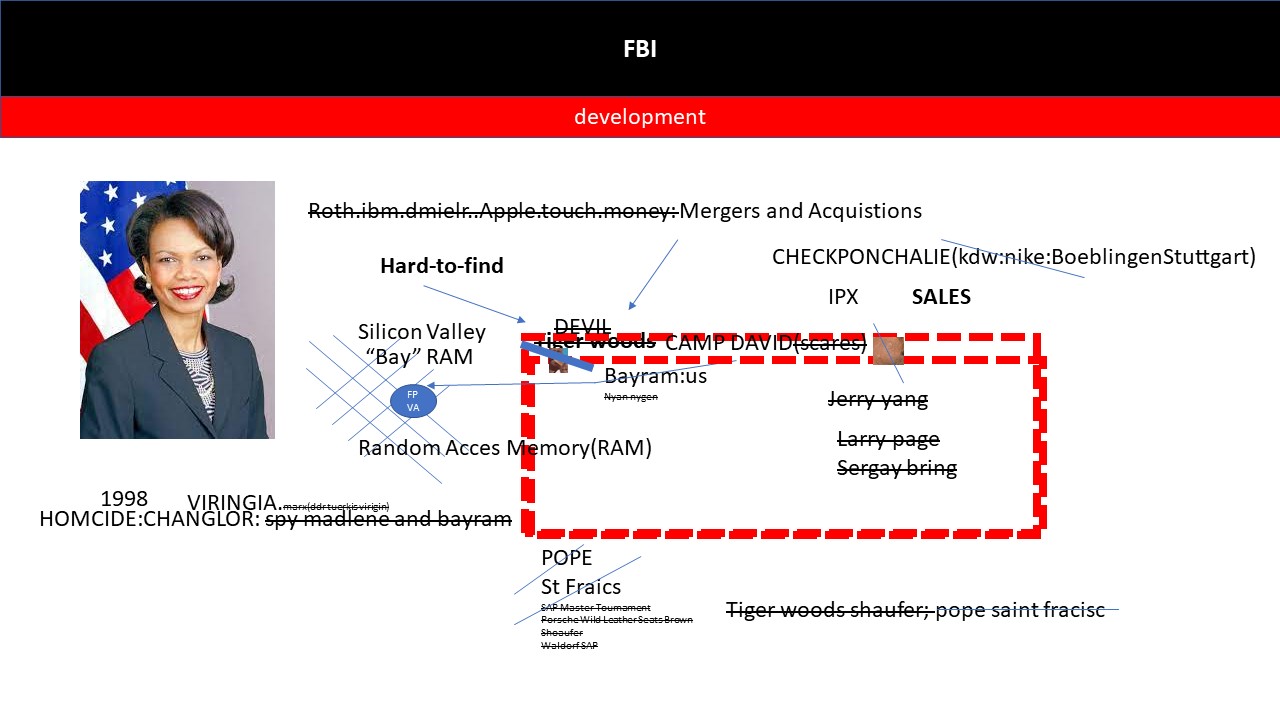 FBI
development
Roth.ibm.dmielr..Apple.touch.money: Mergers and Acquistions
CHECKPONCHALIE(kdw:nike:BoeblingenStuttgart)
Hard-to-find
IPX
SALES
DEVIL
Tiger woods
CAMP DAVID(scares)
Silicon Valley
“Bay” RAM
Bayram:us
Nyan nygen
FP
VA
Jerry yang
Larry page
Sergay bring
Random Acces Memory(RAM)
1998
VIRINGIA.marx(ddr tuerkis virigin)
HOMCIDE:CHANGLOR: spy madlene and bayram
POPE
St Fraics
SAP Master Tournament
Porsche Wild Leather Seats Brown
Shoaufer
Waldorf SAP
Tiger woods shaufer; pope saint fracisc